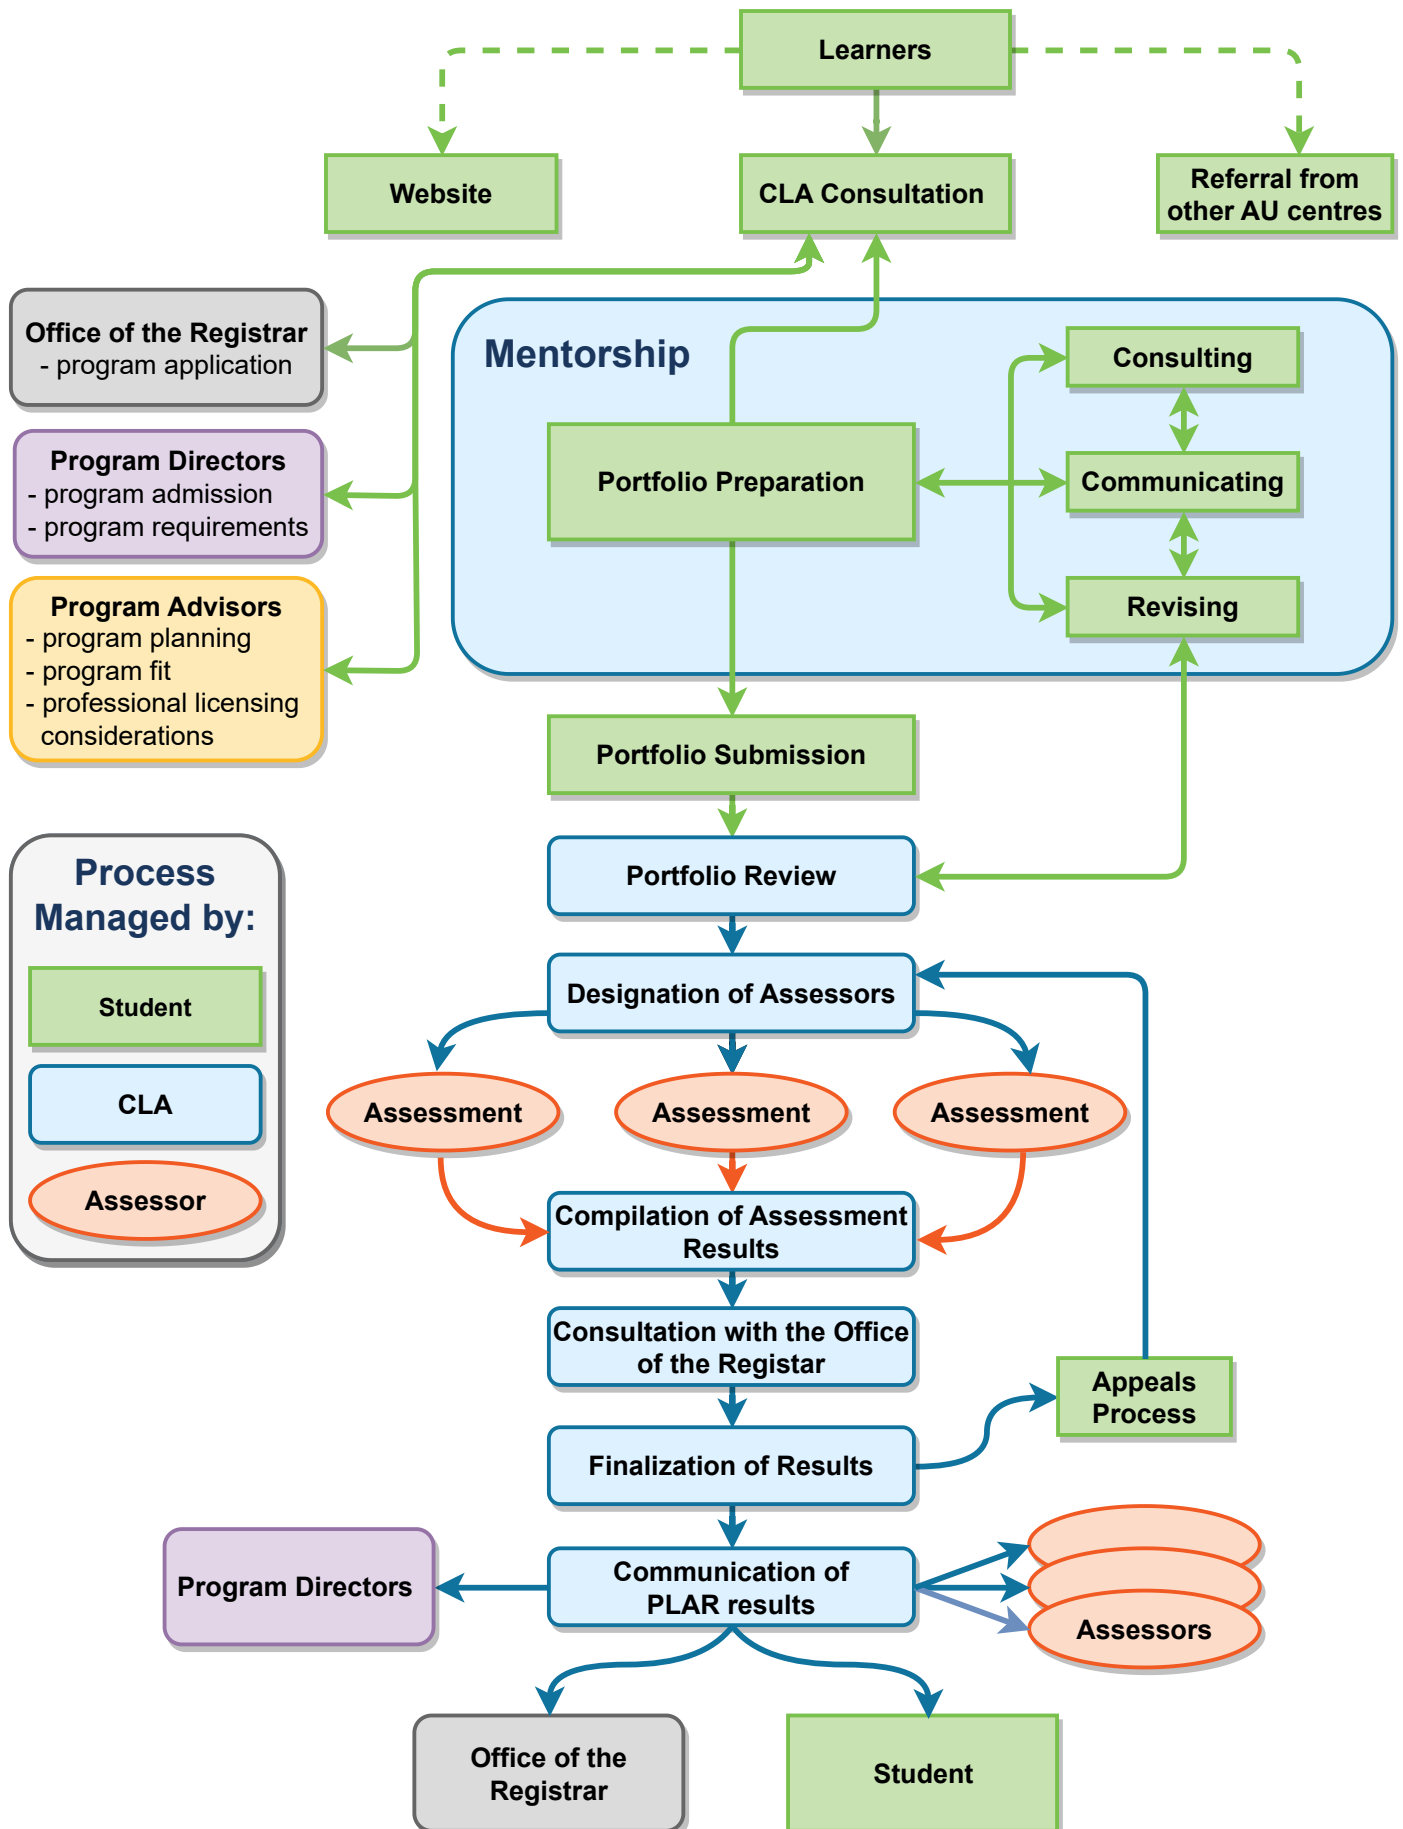 Learners
Website
CLA Consultation
Referral from
other AU centres
Office of the Registrar
- program application
Program Directors
- program admission
- program requirements
Program Advisors
- program planning
- program fit
- professional licensing
considerations
Mentorship
Portfolio Preparation
Consulting
Communicating
Revising
Portfolio Submission
Portfolio Review
Designation of Assessors
Assessment
Assessment
Assessment
Compilation of Assessment
Results
Consultation with the Office
of the Registar
Appeals
Process
Finalization of Results
Program Directors
Communication of
PLAR results
Assessors
Office of the
Registrar
Student
Process
Managed by:
Student
CLA
Assessor